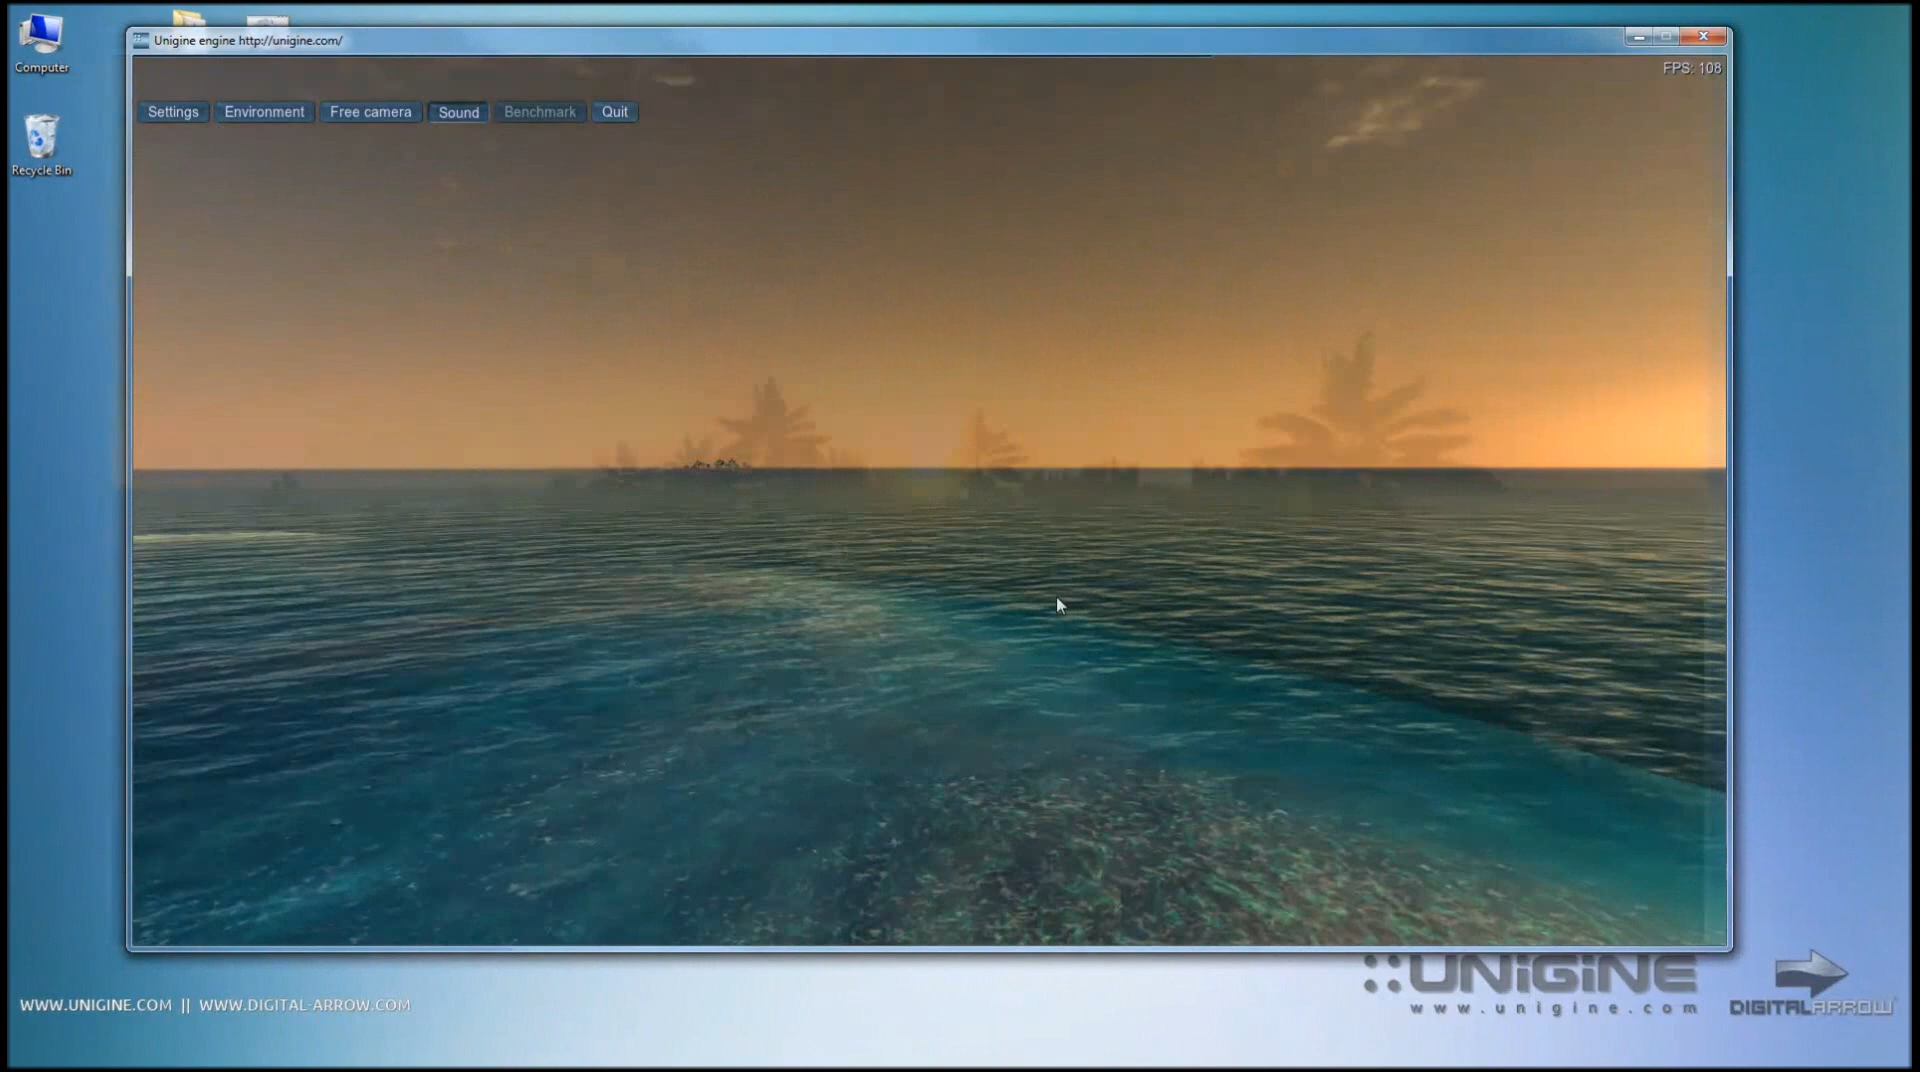 Unigine engine http://unigine.com/
Computer
FPS: 108
Settings Environment Free camera Sound Benchmark Quit
Recycle Bin
::UNiGiNE
www.unigine.com
WWW.UNIGINE.COM || WWW.DIGITAL-ARROW.COM
DIGITALARROW